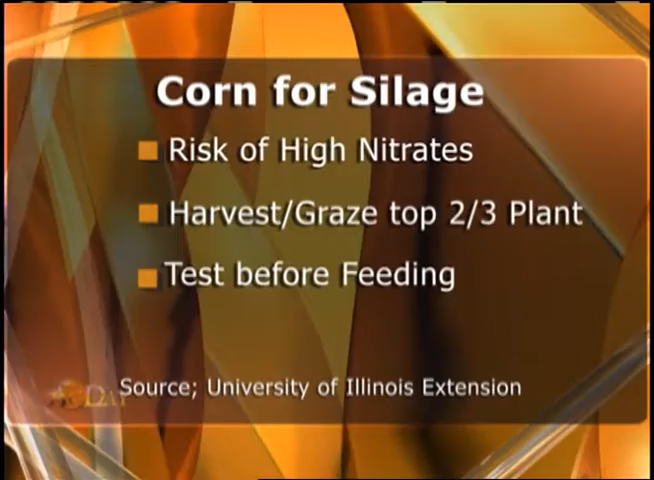 Corn for Silage
Risk of High Nitrates
Harvest/Graze top 2/3 Plant
Test before Feeding
Source; University of Illinois Extension